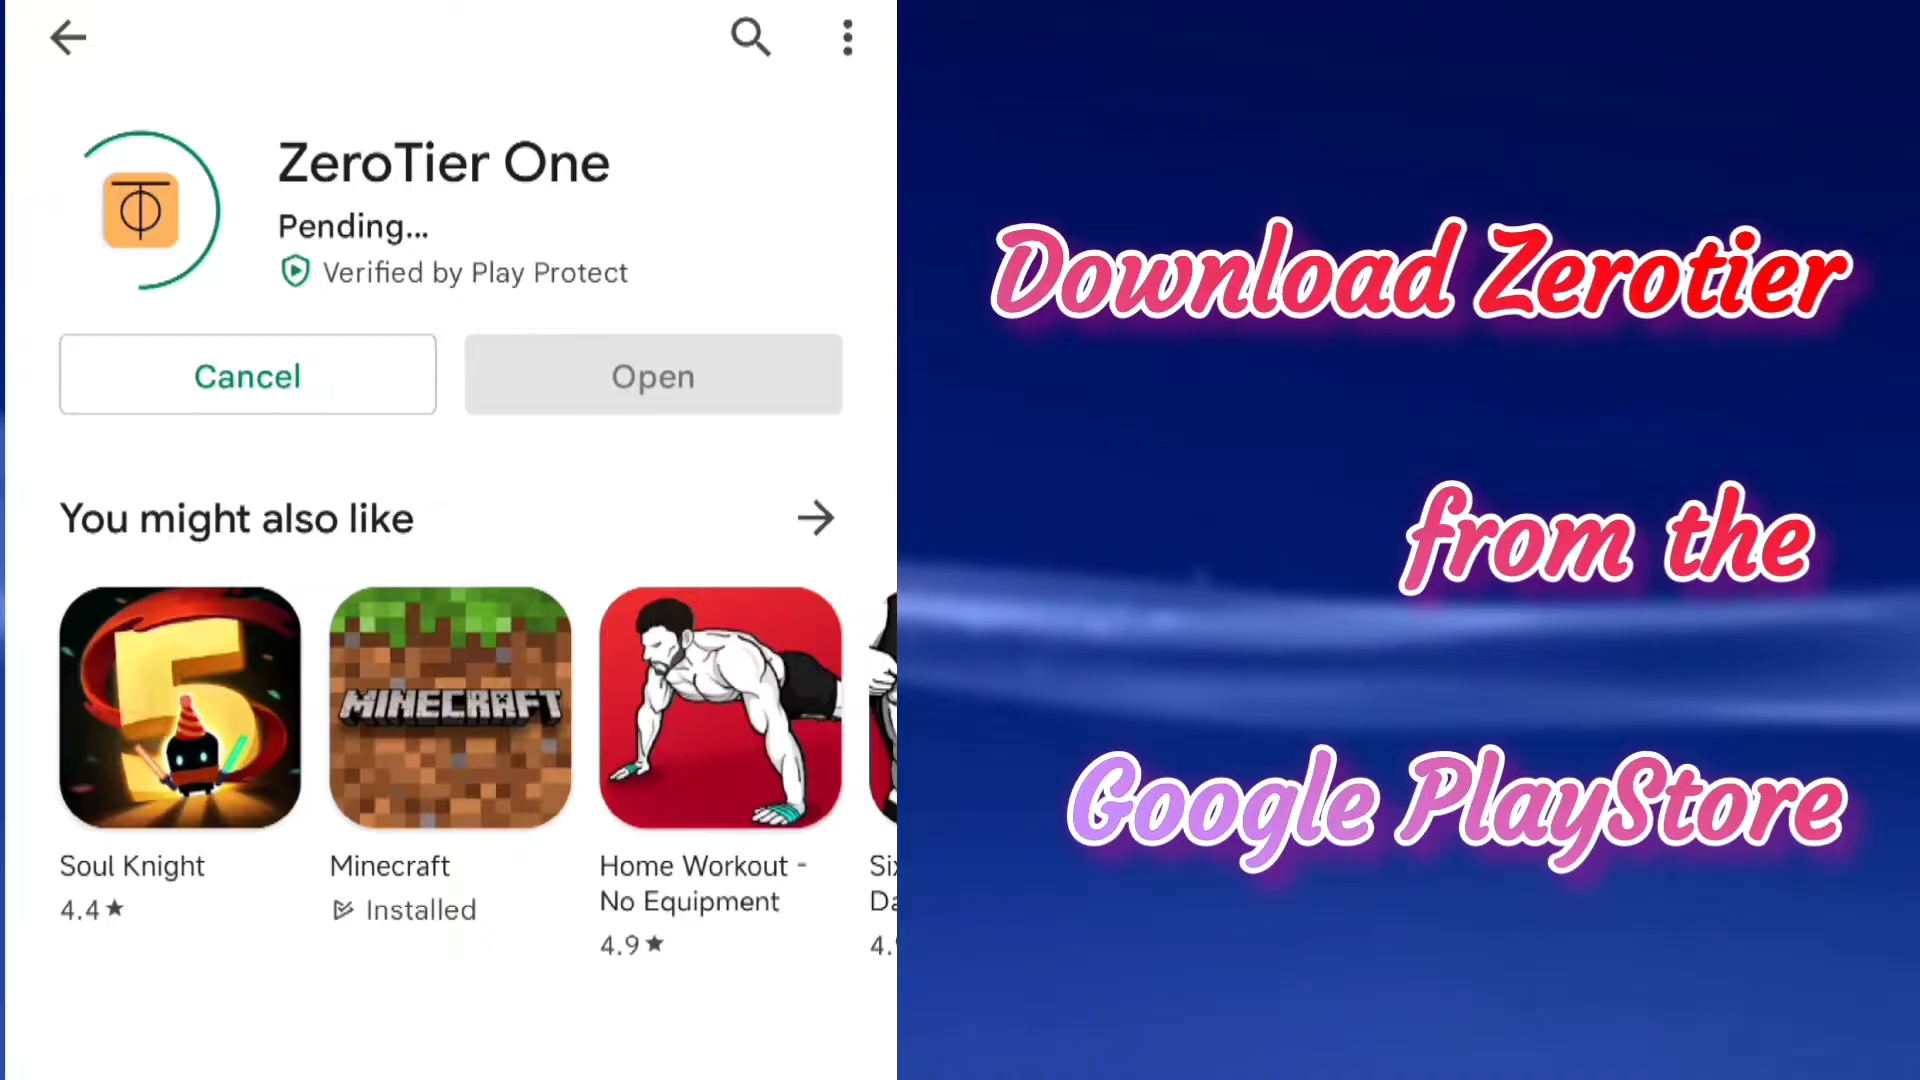 ZeroTier One
Pending...
Verified by Play Protect
Cancel
Open
You might also like
5
MINECRAFT
Soul Knight
4.4★
Minecraft
Installed
Home Workout -
No Equipment
4.9★
Download Zerotier
from the
Google PlayStore